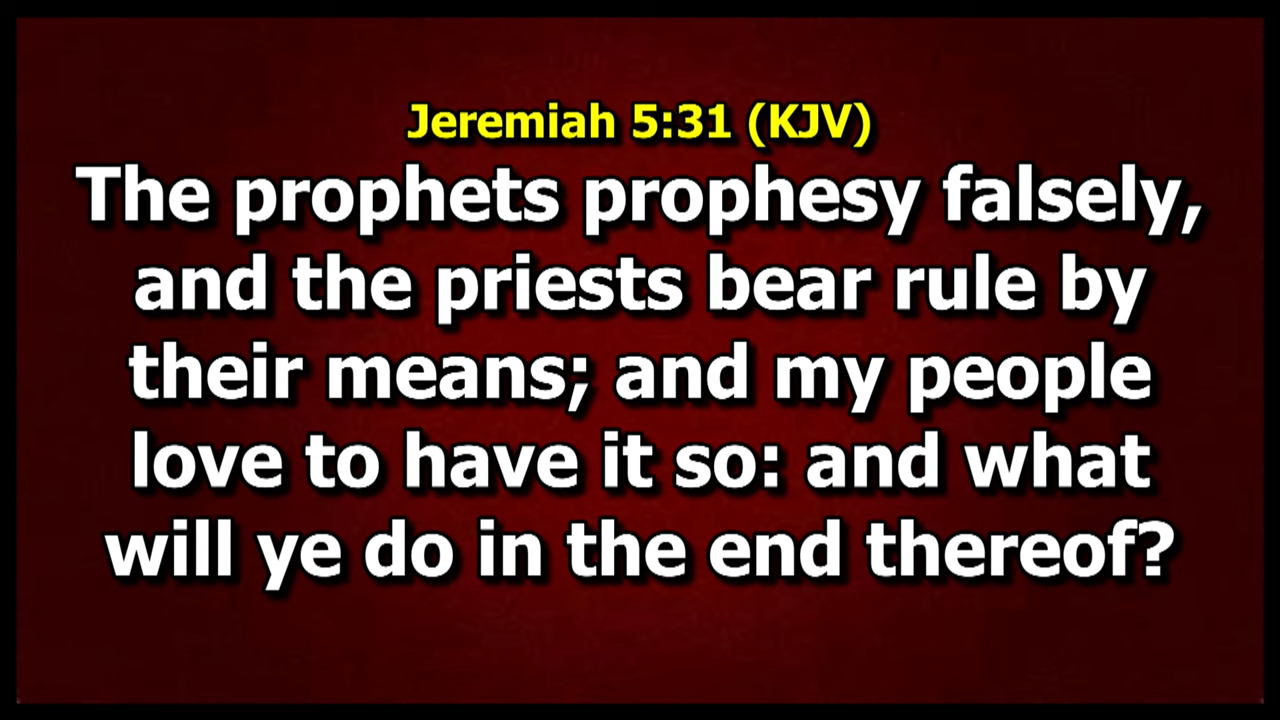 Jeremiah 5:31 (KJV)
The prophets prophesy falsely,
and the priests bear rule by
their means; and my people
love to have it so: and what
will ye do in the end thereof?